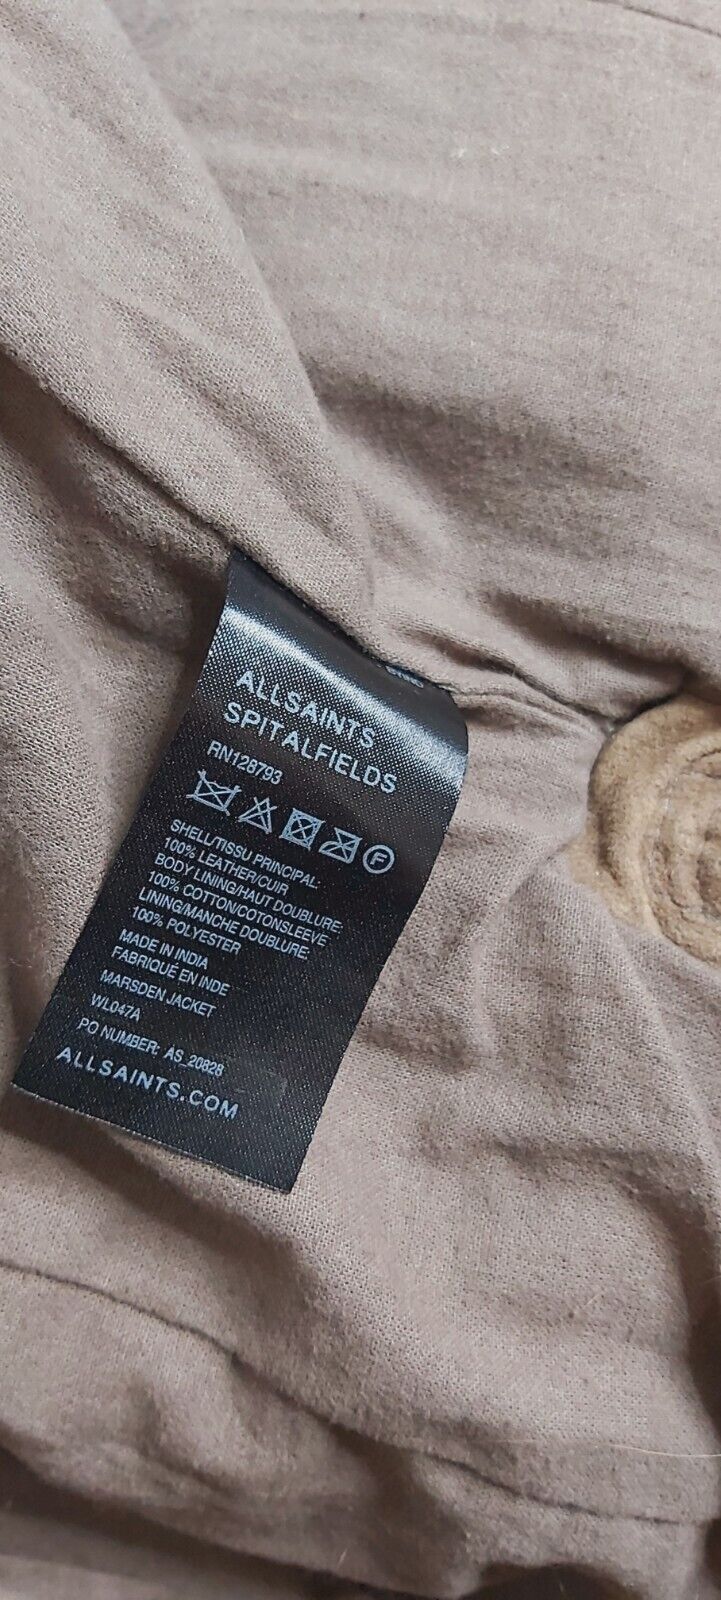 ALLSAINTS
SPITALFIELDS
RN128793
F
SHELL/TISSU PRINCIPAL:
100% LEATHER/CUIR
BODY LINING/HAUT DOUBLURE:
100% COTTON/COTONSLEEVE
LINING/MANCHE DOUBLURE:
100% POLYESTER
MADE IN INDIA
FABRIQUÉ EN INDE
MARSDEN JACKET
WL047A
PO NUMBER: AS_20828
ALLSAINTS.COM